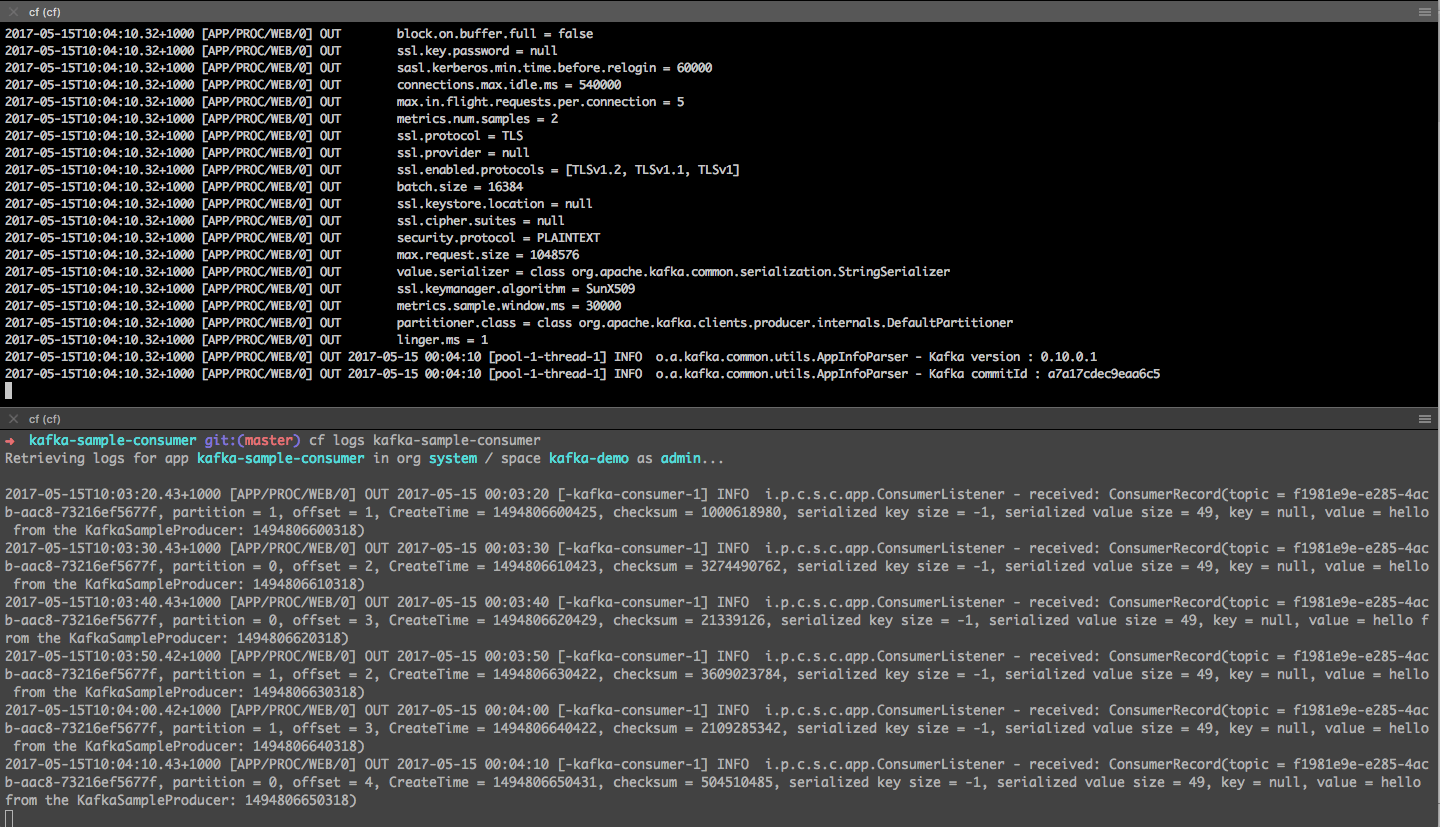 cf (cf)
2017-05-15T10:04:10.32+1000 [APP/PROC/WEB/0] OUT block.on.buffer.full = false
2017-05-15T10:04:10.32+1000 [APP/PROC/WEB/0] OUT ssl.key.password = null
2017-05-15T10:04:10.32+1000 [APP/PROC/WEB/0] OUT sasl.kerberos.min.time.before.relogin = 60000
2017-05-15T10:04:10.32+1000 [APP/PROC/WEB/0] OUT connections.max.idle.ms = 540000
2017-05-15T10:04:10.32+1000 [APP/PROC/WEB/0] OUT max.in.flight.requests.per.connection = 5
2017-05-15T10:04:10.32+1000 [APP/PROC/WEB/0] OUT metrics.num.samples = 2
2017-05-15T10:04:10.32+1000 [APP/PROC/WEB/0] OUT ssl.protocol = TLS
2017-05-15T10:04:10.32+1000 [APP/PROC/WEB/0] OUT ssl.provider = null
2017-05-15T10:04:10.32+1000 [APP/PROC/WEB/0] OUT ssl.enabled.protocols = [TLSv1.2, TLSv1.1, TLSv1]
2017-05-15T10:04:10.32+1000 [APP/PROC/WEB/0] OUT batch.size = 16384
2017-05-15T10:04:10.32+1000 [APP/PROC/WEB/0] OUT ssl.keystore.location = null
2017-05-15T10:04:10.32+1000 [APP/PROC/WEB/0] OUT ssl.cipher.suites = null
2017-05-15T10:04:10.32+1000 [APP/PROC/WEB/0] OUT security.protocol = PLAINTEXT
2017-05-15T10:04:10.32+1000 [APP/PROC/WEB/0] OUT max.request.size = 1048576
2017-05-15T10:04:10.32+1000 [APP/PROC/WEB/0] OUT value.serializer = class org.apache.kafka.common.serialization.StringSerializer
2017-05-15T10:04:10.32+1000 [APP/PROC/WEB/0] OUT ssl.keymanager.algorithm = SunX509
2017-05-15T10:04:10.32+1000 [APP/PROC/WEB/0] OUT metrics.sample.window.ms = 30000
2017-05-15T10:04:10.32+1000 [APP/PROC/WEB/0] OUT partitioner.class = class org.apache.kafka.clients.producer.internals.DefaultPartitioner
2017-05-15T10:04:10.32+1000 [APP/PROC/WEB/0] OUT linger.ms = 1
2017-05-15T10:04:10.32+1000 [APP/PROC/WEB/0] OUT 2017-05-15 00:04:10 [pool-1-thread-1] INFO o.a.kafka.common.utils.AppInfoParser - Kafka version : 0.10.0.1
2017-05-15T10:04:10.32+1000 [APP/PROC/WEB/0] OUT 2017-05-15 00:04:10 [pool-1-thread-1] INFO o.a.kafka.common.utils.AppInfoParser - Kafka commitId : a7a17cdec9eaa6c5
cf (cf)
➜ kafka-sample-consumer git:(master) cf logs kafka-sample-consumer
Retrieving logs for app kafka-sample-consumer in org system / space kafka-demo as admin...
2017-05-15T10:03:20.43+1000 [APP/PROC/WEB/0] OUT 2017-05-15 00:03:20 [-kafka-consumer-1] INFO i.p.c.s.c.app.ConsumerListener - received: ConsumerRecord(topic = f1981e9e-e285-4ac
b-aac8-73216ef5677f, partition = 1, offset = 1, CreateTime = 1494806600425, checksum = 1000618980, serialized key size = -1, serialized value size = 49, key = null, value = hello
from the KafkaSampleProducer: 1494806600318)
2017-05-15T10:03:30.43+1000 [APP/PROC/WEB/0] OUT 2017-05-15 00:03:30 [-kafka-consumer-1] INFO i.p.c.s.c.app.ConsumerListener - received: ConsumerRecord(topic = f1981e9e-e285-4ac
b-aac8-73216ef5677f, partition = 0, offset = 2, CreateTime = 1494806610423, checksum = 3274490762, serialized key size = -1, serialized value size = 49, key = null, value = hello
from the KafkaSampleProducer: 1494806610318)
2017-05-15T10:03:40.43+1000 [APP/PROC/WEB/0] OUT 2017-05-15 00:03:40 [-kafka-consumer-1] INFO i.p.c.s.c.app.ConsumerListener - received: ConsumerRecord(topic = f1981e9e-e285-4ac
b-aac8-73216ef5677f, partition = 0, offset = 3, CreateTime = 1494806620429, checksum = 21339126, serialized key size = -1, serialized value size = 49, key = null, value = hello f
rom the KafkaSampleProducer: 1494806620318)
2017-05-15T10:03:50.42+1000 [APP/PROC/WEB/0] OUT 2017-05-15 00:03:50 [-kafka-consumer-1] INFO i.p.c.s.c.app.ConsumerListener - received: ConsumerRecord(topic = f1981e9e-e285-4ac
b-aac8-73216ef5677f, partition = 1, offset = 2, CreateTime = 1494806630422, checksum = 3609023784, serialized key size = -1, serialized value size = 49, key = null, value = hello
from the KafkaSampleProducer: 1494806630318)
2017-05-15T10:04:00.42+1000 [APP/PROC/WEB/0] OUT 2017-05-15 00:04:00 [-kafka-consumer-1] INFO i.p.c.s.c.app.ConsumerListener - received: ConsumerRecord(topic = f1981e9e-e285-4ac
b-aac8-73216ef5677f, partition = 1, offset = 3, CreateTime = 1494806640422, checksum = 2109285342, serialized key size = -1, serialized value size = 49, key = null, value = hello
from the KafkaSampleProducer: 1494806640318)
2017-05-15T10:04:10.43+1000 [APP/PROC/WEB/0] OUT 2017-05-15 00:04:10 [-kafka-consumer-1] INFO i.p.c.s.c.app.ConsumerListener - received: ConsumerRecord(topic = f1981e9e-e285-4ac
b-aac8-73216ef5677f, partition = 0, offset = 4, CreateTime = 1494806650431, checksum = 504510485, serialized key size = -1, serialized value size = 49, key = null, value = hello
from the KafkaSampleProducer: 1494806650318)